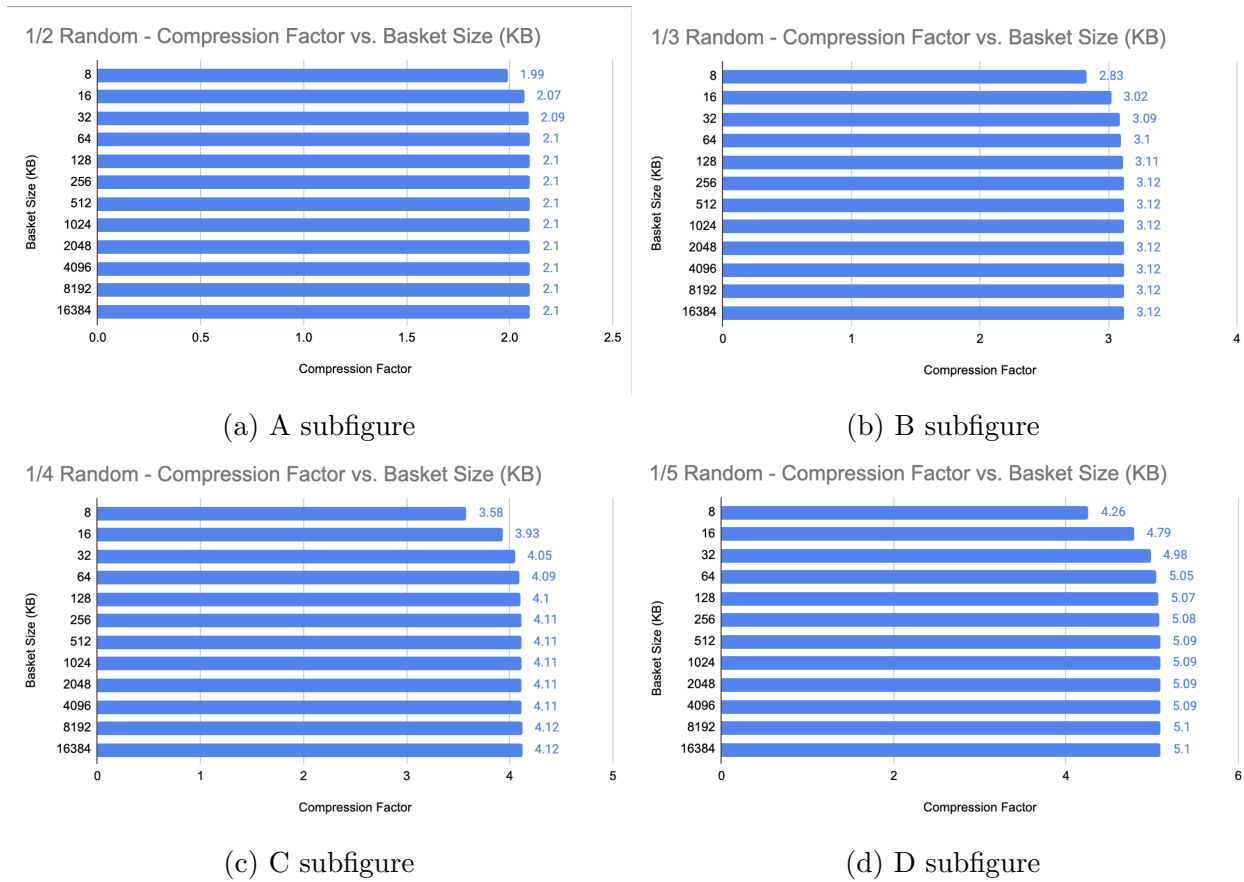 1/2 Random - Compression Factor vs. Basket Size (KB)
Basket Size (KB)
8 1.99
16 2.07
32 2.09
64 2.1
128 2.1
256 2.1
512 2.1
1024 2.1
2048 2.1
4096 2.1
8192 2.1
16384 2.1
0.0 0.5 1.0 1.5 2.0 2.5
Compression Factor
(a) A subfigure
1/3 Random - Compression Factor vs. Basket Size (KB)
Basket Size (KB)
8 2.83
16 3.02
32 3.09
64 3.1
128 3.11
256 3.12
512 3.12
1024 3.12
2048 3.12
4096 3.12
8192 3.12
16384 3.12
0 1 2 3 4
Compression Factor
(b) B subfigure
1/4 Random - Compression Factor vs. Basket Size (KB)
Basket Size (KB)
8 3.58
16 3.93
32 4.05
64 4.09
128 4.1
256 4.11
512 4.11
1024 4.11
2048 4.11
4096 4.11
8192 4.12
16384 4.12
0 1 2 3 4 5
Compression Factor
(c) C subfigure
1/5 Random - Compression Factor vs. Basket Size (KB)
Basket Size (KB)
8 4.26
16 4.79
32 4.98
64 5.05
128 5.07
256 5.08
512 5.09
1024 5.09
2048 5.09
4096 5.09
8192 5.1
16384 5.1
0 2 4 6
Compression Factor
(d) D subfigure